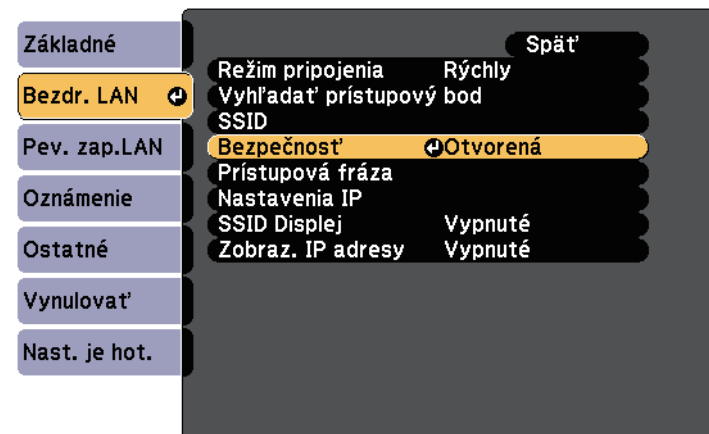 Základné
Bezdr. LAN
Pev. zap.LAN
Oznámenie
Ostatné
Vynulovať
Nast. je hot.
Späť
Režim pripojenia Rýchly
Vyhľadať prístupový bod
SSID
Bezpečnosť Otvorená
Prístupová fráza
Nastavenia IP
SSID Displej Vypnuté
Zobraz. IP adresy Vypnuté